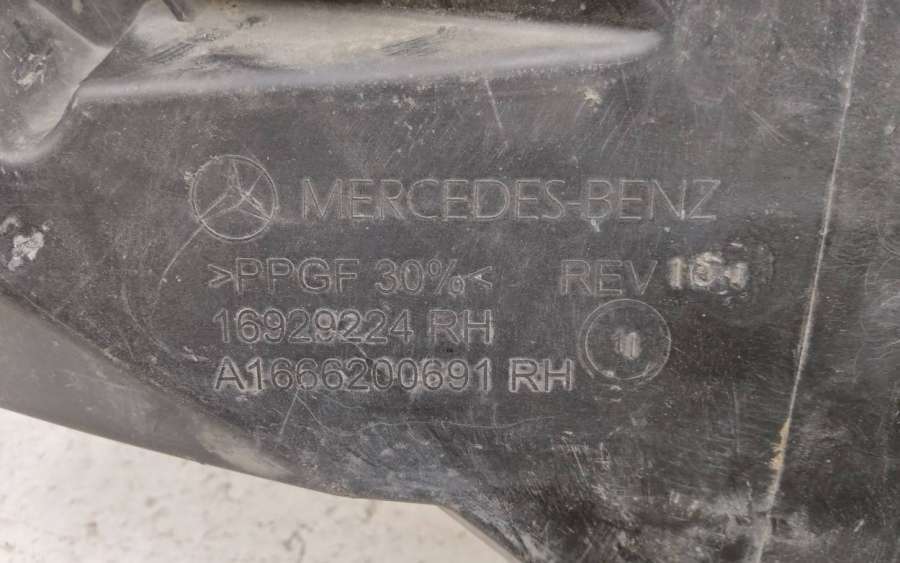 MERCEDES-BENZ
>PPGF 30%< REV
16929224 RH
A1666200691 RH